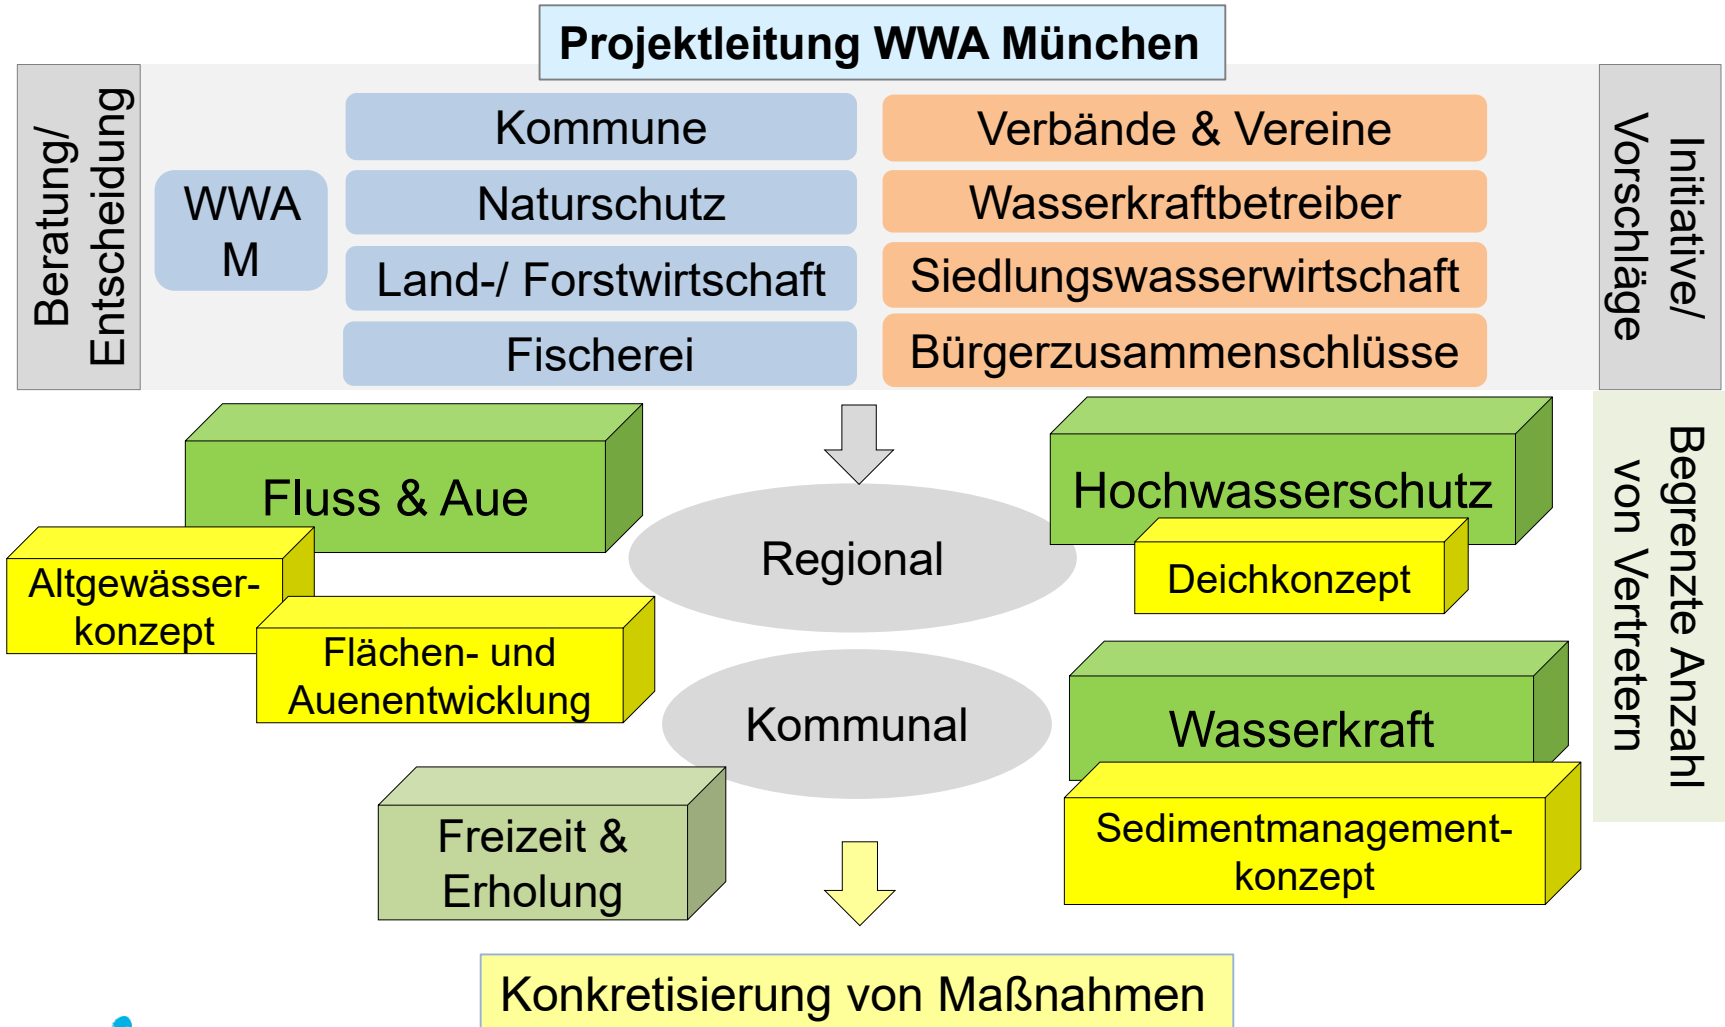 Projektleitung WWA München
Beratung/
Entscheidung
WWA
M
Kommune
Naturschutz
Land-/ Forstwirtschaft
Fischerei
Verbände & Vereine
Wasserkraftbetreiber
Siedlungswasserwirtschaft
Bürgerzusammenschlüsse
Initiative/
Vorschläge
Fluss & Aue
Altgewässer-
konzept
Flächen- und
Auenentwicklung
Regional
Kommunal
Hochwasserschutz
Deichkonzept
Wasserkraft
Sedimentmanagement-
konzept
Begrenzte Anzahl
von Vertretern
Freizeit &
Erholung
Konkretisierung von Maßnahmen